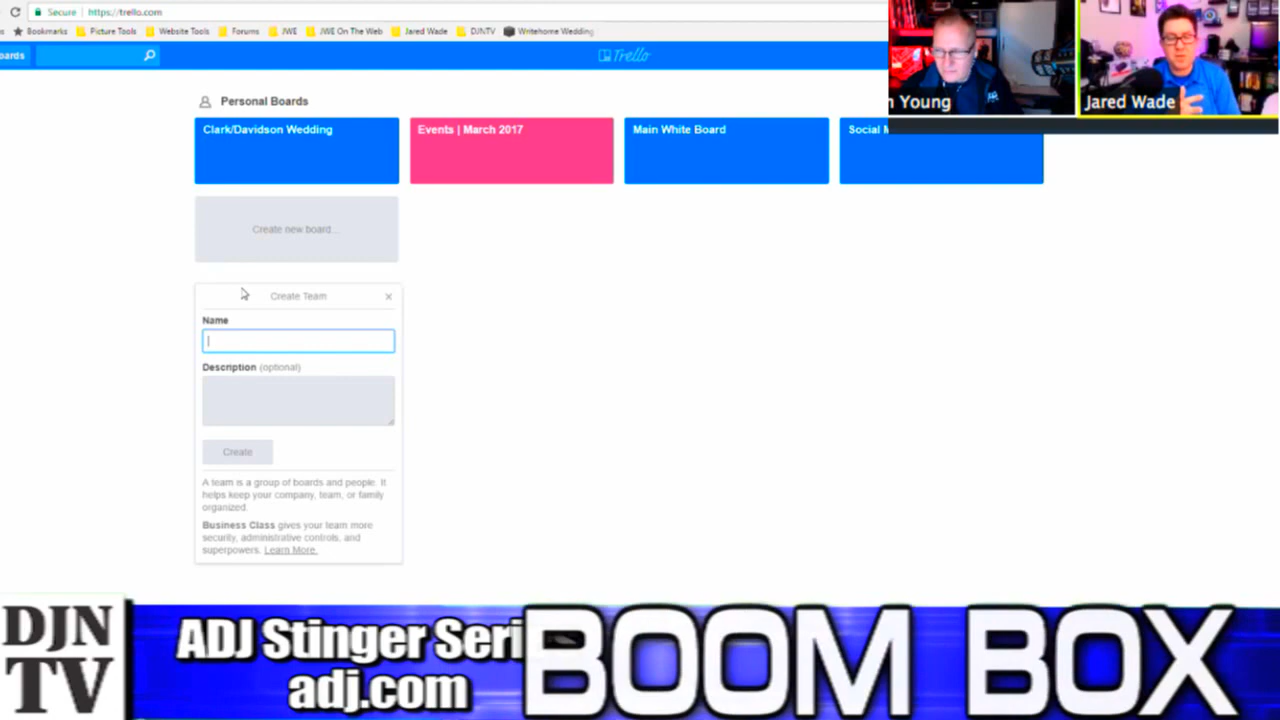 Secure https://trello.com
Bookmarks Picture Tools Website Tools Forums JWE JWE On The Web Jared Wade DJNTV Writehome Wedding
oards Trello
Personal Boards
Clark/Davidson Wedding Events | March 2017 Main White Board Social M
n Young Jared Wade
Create new board...
Create Team
Name
Description (optional)
Create
A team is a group of boards and people. It
helps keep your company, team, or family
organized.
Business Class gives your team more
security, administrative controls, and
superpowers. Learn More.
DJN
TV
ADJ Stinger Seri
adj.com
BOOM BOX